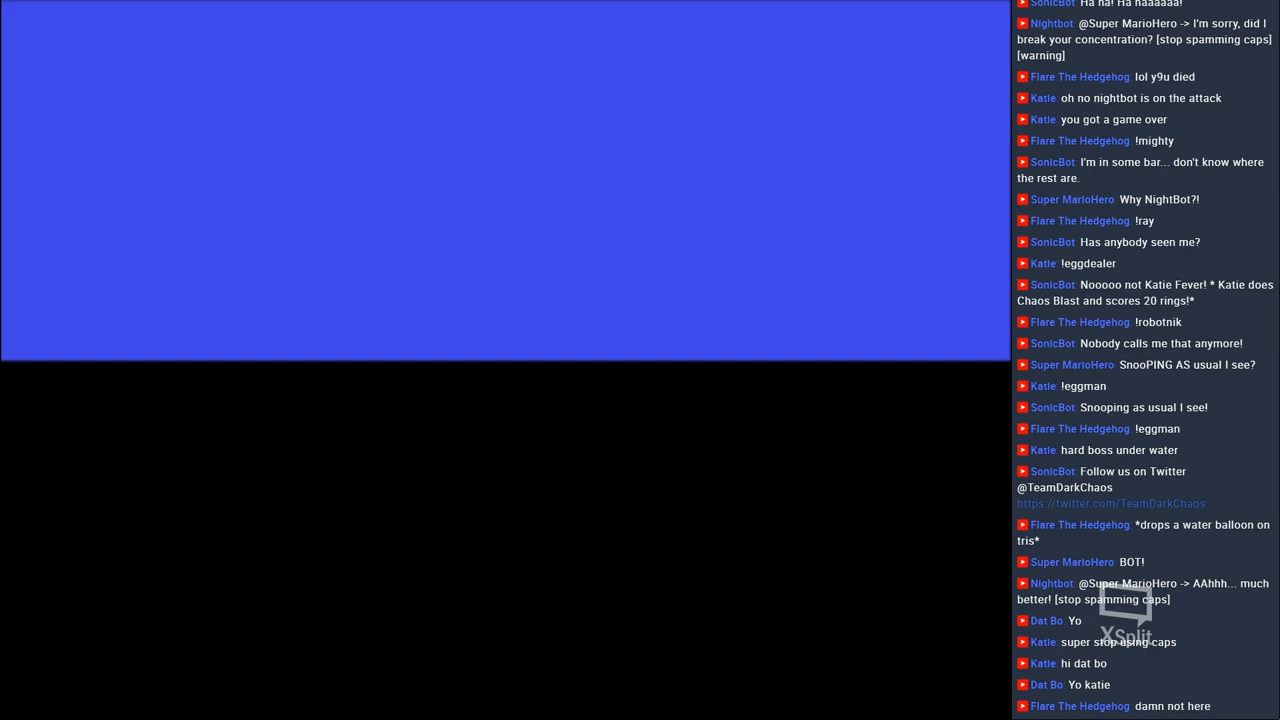 SonicBot: Ha ha! Ha haaaaaa!
Nightbot: @Super MarioHero -> I'm sorry, did I
break your concentration? [stop spamming caps]
[warning]
Flare The Hedgehog: lol y9u died
Katie: oh no nightbot is on the attack
Katie: you got a game over
Flare The Hedgehog: !mighty
SonicBot: I'm in some bar... don't know where
the rest are.
Super MarioHero: Why NightBot?!
Flare The Hedgehog: !ray
SonicBot: Has anybody seen me?
Katie: !eggdealer
SonicBot: Nooooo not Katie Fever! * Katie does
Chaos Blast and scores 20 rings!*
Flare The Hedgehog: !robotnik
SonicBot: Nobody calls me that anymore!
Super MarioHero: SnooPING AS usual I see?
Katie: !eggman
SonicBot: Snooping as usual I see!
Flare The Hedgehog: !eggman
Katie: hard boss under water
SonicBot: Follow us on Twitter
@TeamDarkChaos
https://twitter.com/TeamDarkChaos
Flare The Hedgehog: *drops a water balloon on
tris*
Super MarioHero: BOT!
Nightbot: @Super MarioHero -> AAhhh... much
better! [stop spamming caps]
Dat Bo: Yo
XSplit
Katie: super stop using caps
Katie: hi dat bo
Dat Bo: Yo katie
Flare The Hedgehog: damn not here